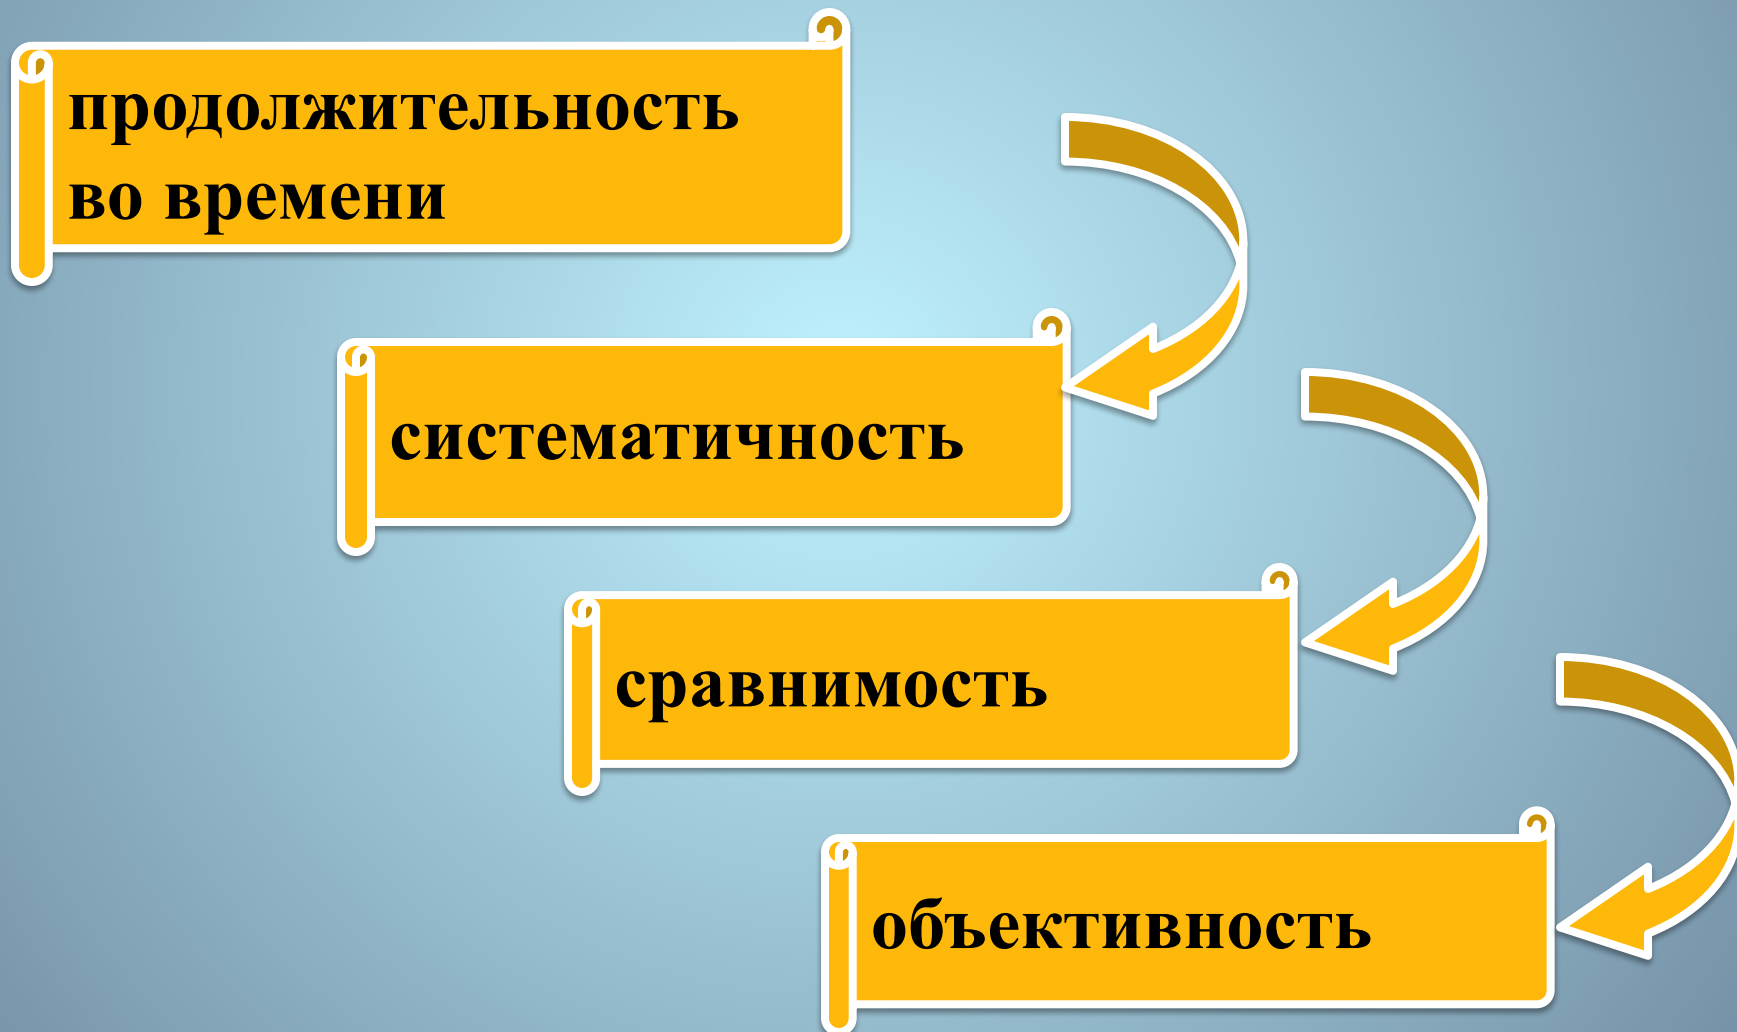 продолжительность
во времени
систематичность
сравнимость
объективность